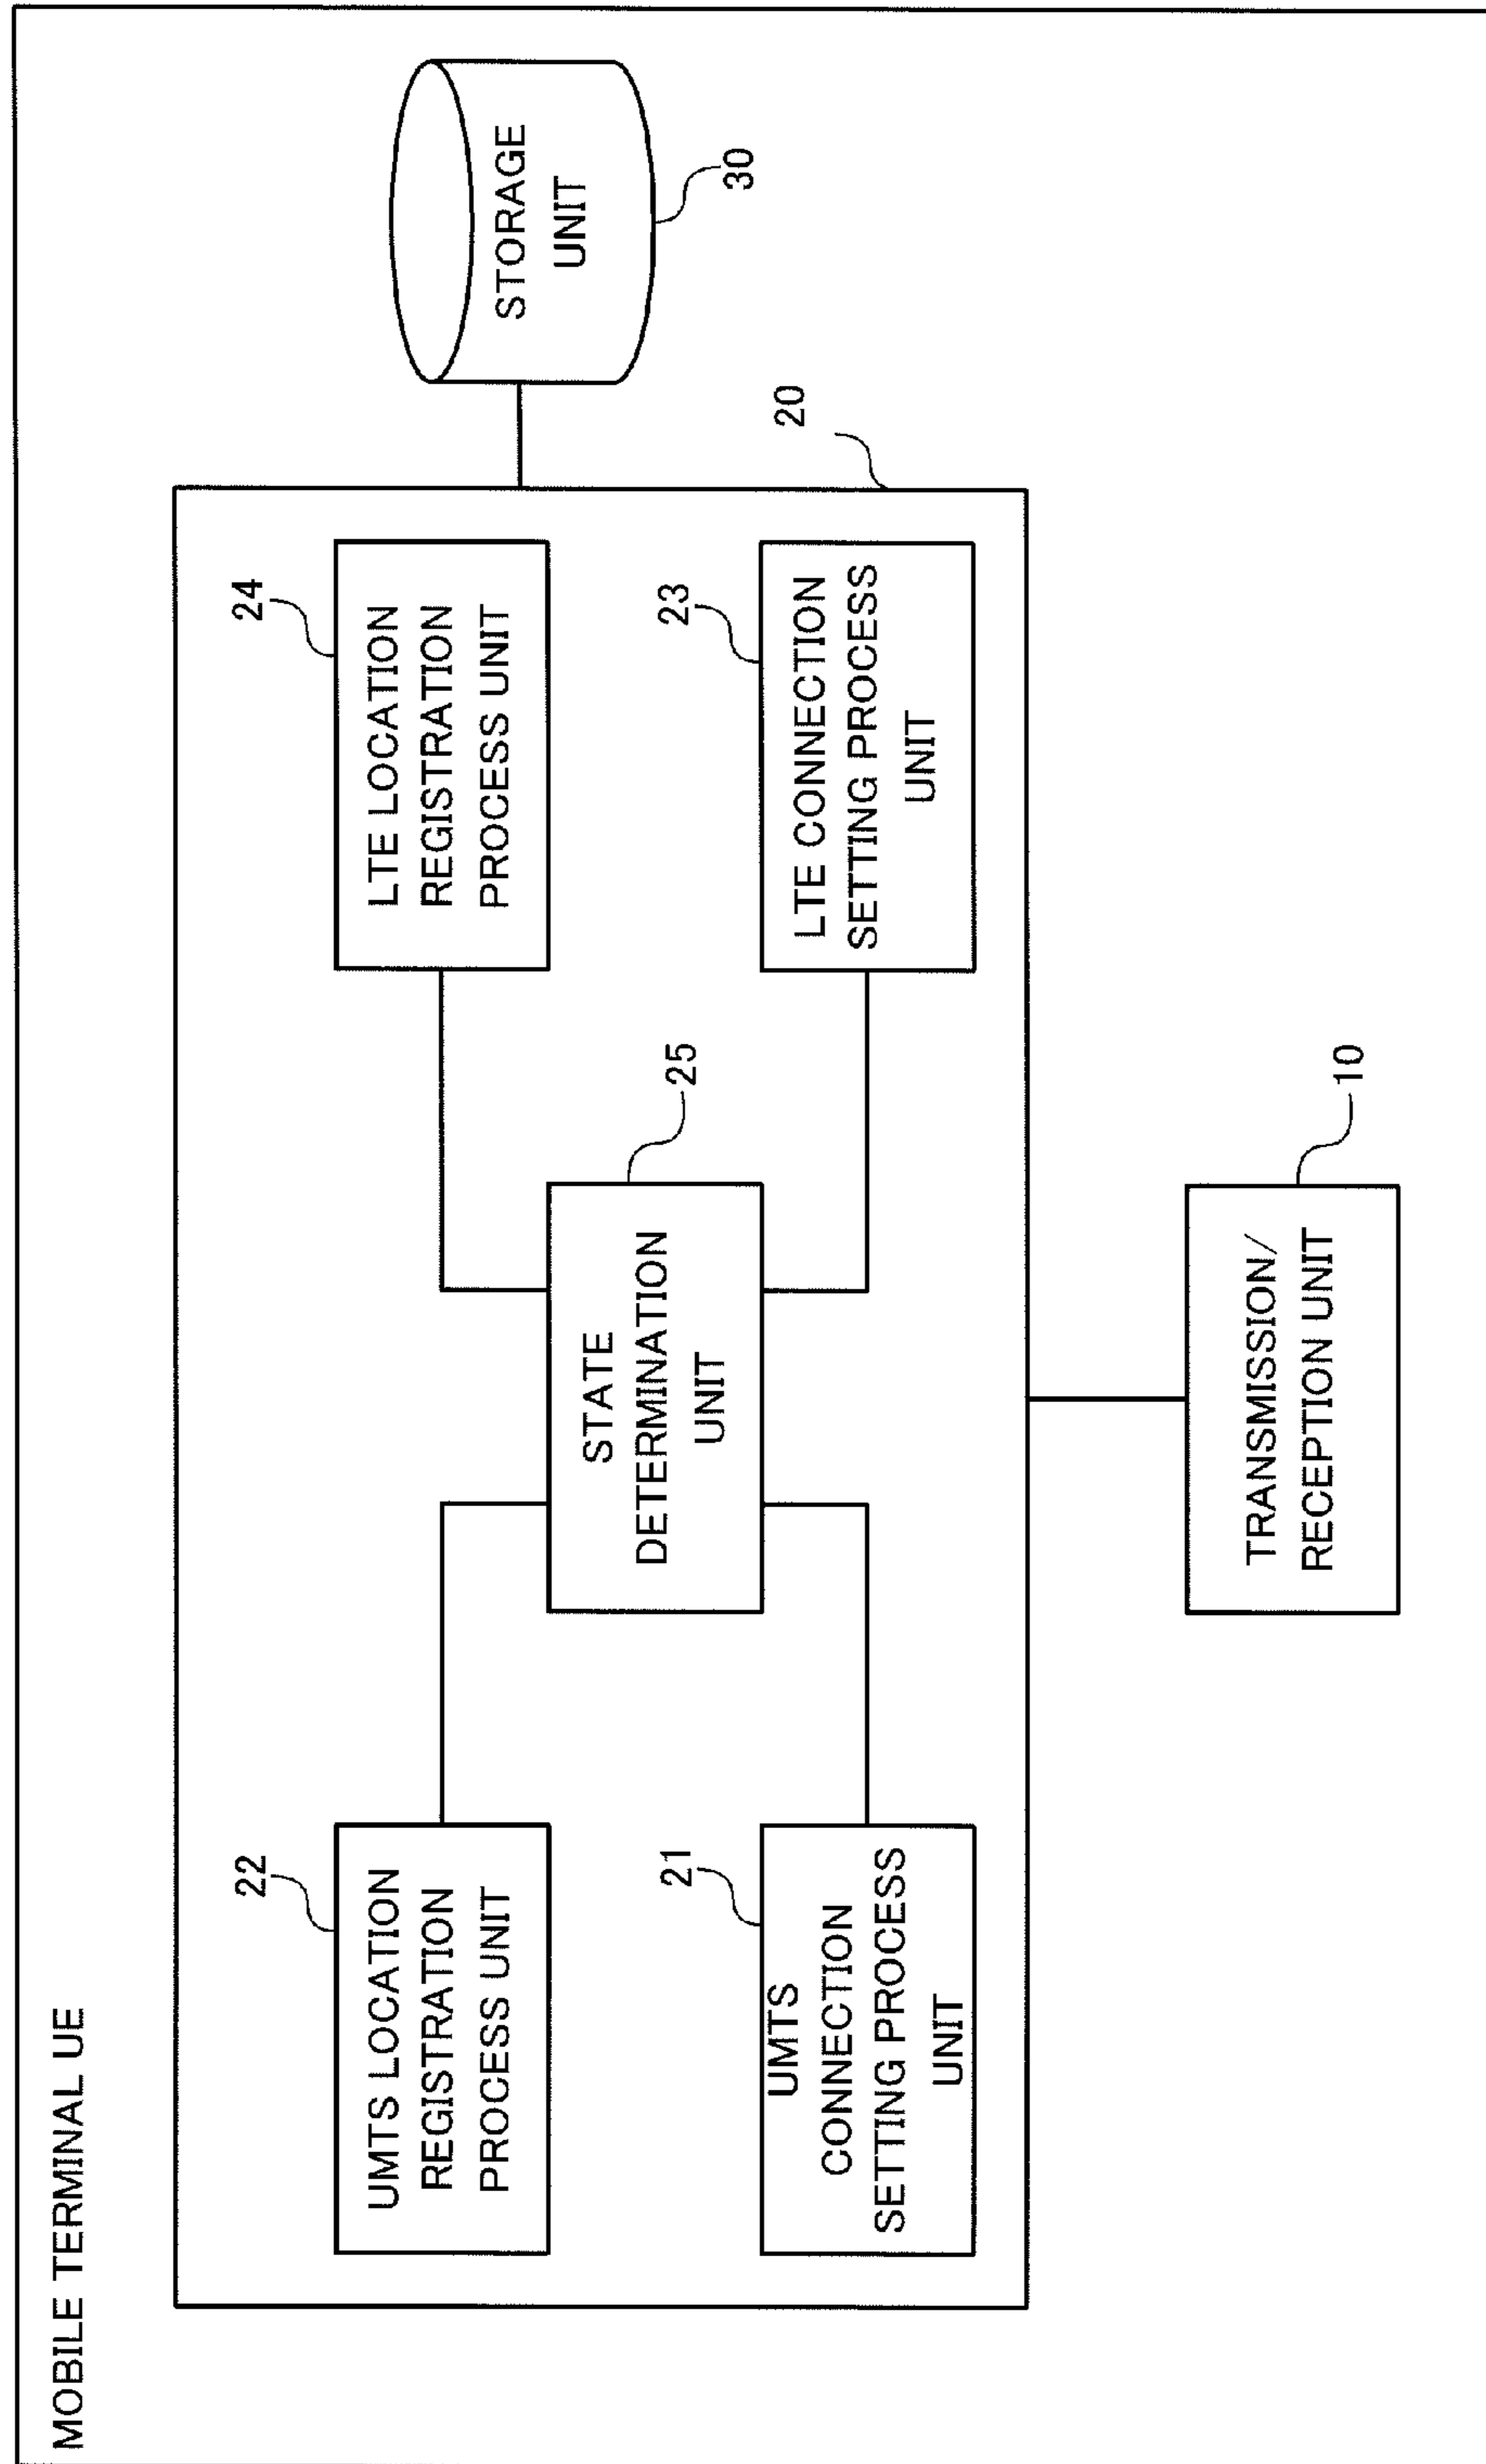 MOBILE TERMINAL UE
22
UMTS LOCATION
REGISTRATION
PROCESS UNIT
24
LTE LOCATION
REGISTRATION
PROCESS UNIT
STORAGE
UNIT
30
25
STATE
DETERMINATION
UNIT
21
UMTS
CONNECTION
SETTING PROCESS
UNIT
23
LTE CONNECTION
SETTING PROCESS
UNIT
20
10
TRANSMISSION/
RECEPTION UNIT